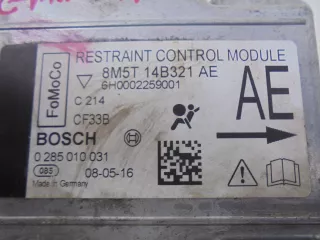 FoMoCo
RESTRAINT CONTROL MODULE
8M5T 14B321 AE
6H0002259001
C 214
CF33B
AE
BOSCH
0 285 010 031
GBS 08-05-16
Made in Germany